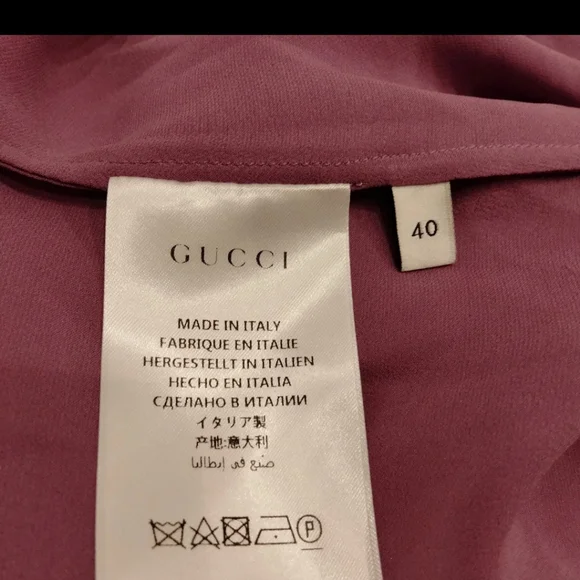 GUCCI
40
MADE IN ITALY
FABRIQUE EN ITALIE
HERGESTELLT IN ITALIEN
HECHO EN ITALIA
СДЕЛАНО В ИТАЛИИ
イタリア製
产地:意大利
صنع في إيطاليا
P